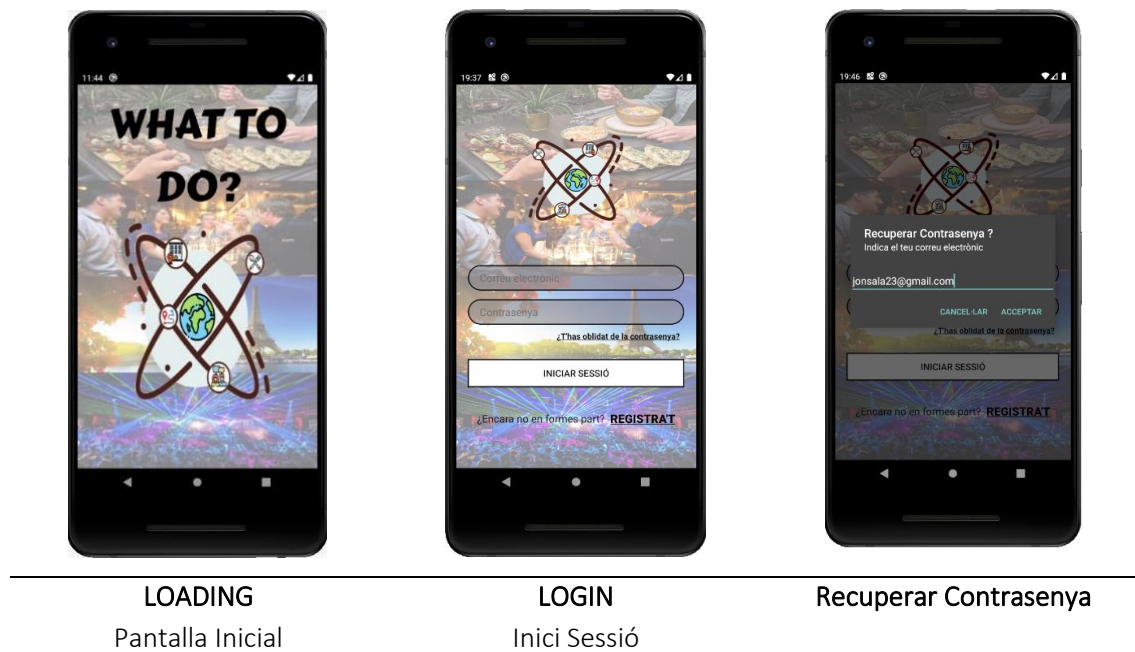 11:44
WHAT TO
DO?
19:37
Correu electrònic
Contrasenya
¿T'has oblidat de la contrasenya?
INICIAR SESSIÓ
¿Encara no en formes part? REGISTRA'T
19:46
Recuperar Contrasenya ?
Indica el teu correu electrònic
jonsala23@gmail.com
CANCEL·LAR ACCEPTAR
¿T'has oblidat de la contrasenya?
INICIAR SESSIÓ
¿Encara no en formes part? REGISTRA'T
LOADING
Pantalla Inicial
LOGIN
Inici Sessió
Recuperar Contrasenya